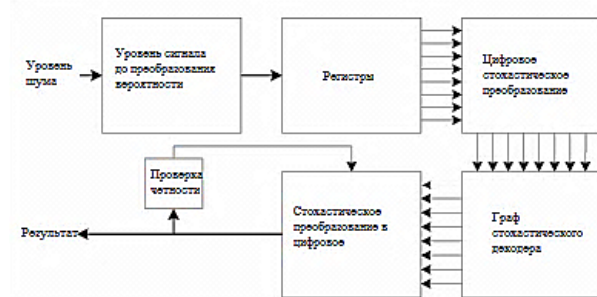 Уровень
шума
Уровень сигнала
до преобразования
вероятности
Регистры
Цифровое
стохастическое
преобразование
Проверка
четности
Результат
Стохастическое
преобразование в
цифровое
Граф
стохастического
декодера